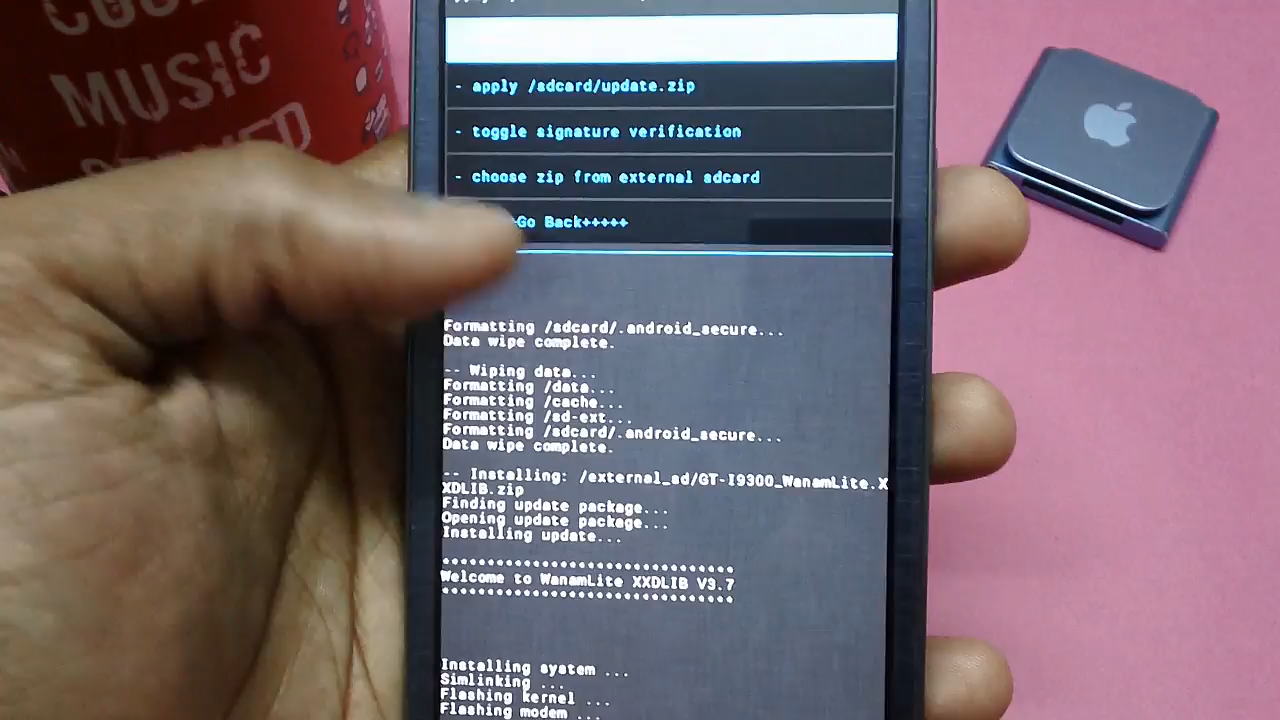 MUSIC
- apply /sdcard/update.zip
- toggle signature verification
- choose zip from external sdcard
Go Back+++++
Formatting /sdcard/.android_secure...
Data wipe complete.
-- Wiping data...
Formatting /data...
Formatting /cache...
Formatting /sd-ext...
Formatting /sdcard/.android_secure...
Data wipe complete.
-- Installing: /external_sd/GT-I9300_WanamLite.X
XDLIB.zip
Finding update package...
Opening update package...
Installing update...
Welcome to WanamLite XXDLIB V3.7
Installing system ...
Simlinking ...
Flashing kernel ...
Flashing modem ...